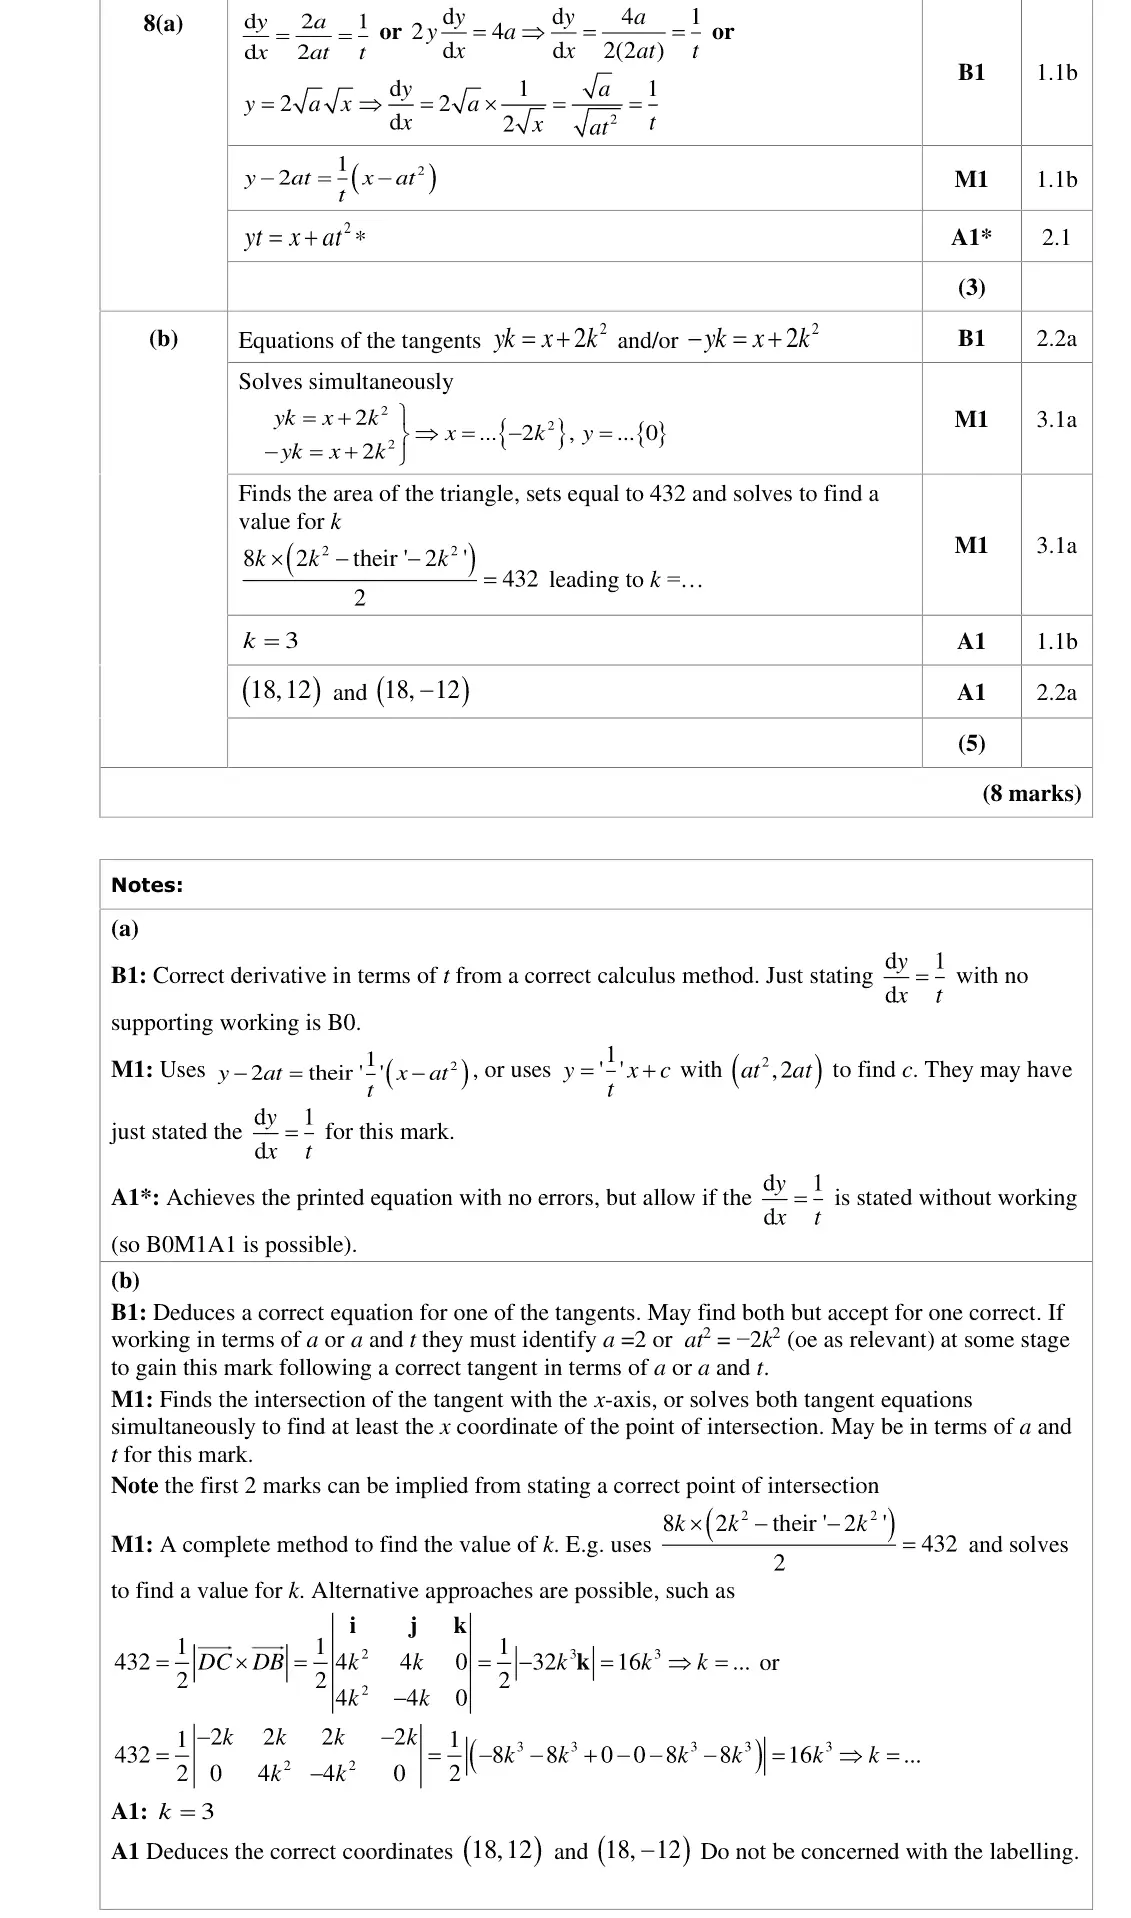 8(a)
dy/dx = 2a/2at = 1/t or 2y dy/dx = 4a ⇒ dy/dx = 4a/2(2at) = 1/t or
y = 2√a√x ⇒ dy/dx = 2√a × 1/2√x = √a/√at² = 1/t
B1 1.1b
y − 2at = 1/t (x − at²)
M1 1.1b
yt = x + at² *
A1* 2.1
(3)
(b)
Equations of the tangents yk = x + 2k² and/or −yk = x + 2k²
B1 2.2a
Solves simultaneously
yk = x + 2k²
−yk = x + 2k² } ⇒ x = ...{−2k²}, y = ...{0}
M1 3.1a
Finds the area of the triangle, sets equal to 432 and solves to find a
value for k
8k × (2k² − their '− 2k² ')/2 = 432 leading to k =…
M1 3.1a
k = 3
A1 1.1b
(18, 12) and (18, −12)
A1 2.2a
(5)
(8 marks)
Notes:
(a)
B1: Correct derivative in terms of t from a correct calculus method. Just stating dy/dx = 1/t with no
supporting working is B0.
M1: Uses y − 2at = their '1/t'(x − at²), or uses y = '1/t'x + c with (at², 2at) to find c. They may have
just stated the dy/dx = 1/t for this mark.
A1*: Achieves the printed equation with no errors, but allow if the dy/dx = 1/t is stated without working
(so B0M1A1 is possible).
(b)
B1: Deduces a correct equation for one of the tangents. May find both but accept for one correct. If
working in terms of a or a and t they must identify a =2 or at² = −2k² (oe as relevant) at some stage
to gain this mark following a correct tangent in terms of a or a and t.
M1: Finds the intersection of the tangent with the x-axis, or solves both tangent equations
simultaneously to find at least the x coordinate of the point of intersection. May be in terms of a and
t for this mark.
Note the first 2 marks can be implied from stating a correct point of intersection
M1: A complete method to find the value of k. E.g. uses 8k × (2k² − their '− 2k² ')/2 = 432 and solves
to find a value for k. Alternative approaches are possible, such as
432 = 1/2 |DC × DB| = 1/2 |i j k; 4k² 4k 0; 4k² −4k 0| = 1/2 |−32k³k| = 16k³ ⇒ k = ... or
432 = 1/2 |−2k 2k 2k −2k; 0 4k² −4k² 0| = 1/2 |(−8k³ − 8k³ + 0 − 0 − 8k³ − 8k³)| = 16k³ ⇒ k = ...
A1: k = 3
A1 Deduces the correct coordinates (18, 12) and (18, −12) Do not be concerned with the labelling.